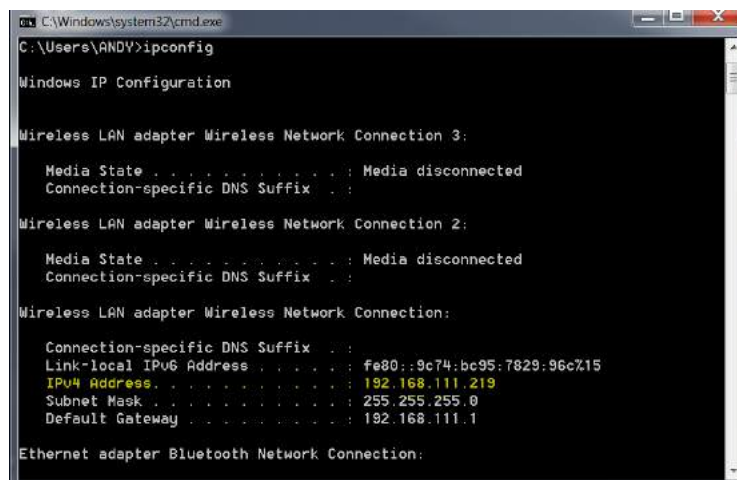 C:\Windows\system32\cmd.exe
C:\Users\ANDY>ipconfig
Windows IP Configuration
Wireless LAN adapter Wireless Network Connection 3:
Media State . . . . . . . . . . . : Media disconnected
Connection-specific DNS Suffix . :
Wireless LAN adapter Wireless Network Connection 2:
Media State . . . . . . . . . . . : Media disconnected
Connection-specific DNS Suffix . :
Wireless LAN adapter Wireless Network Connection:
Connection-specific DNS Suffix . :
Link-local IPv6 Address . . . . . : fe80::9c74:bc95:7829:96c%15
IPv4 Address. . . . . . . . . . . : 192.168.111.219
Subnet Mask . . . . . . . . . . . : 255.255.255.0
Default Gateway . . . . . . . . . : 192.168.111.1
Ethernet adapter Bluetooth Network Connection: